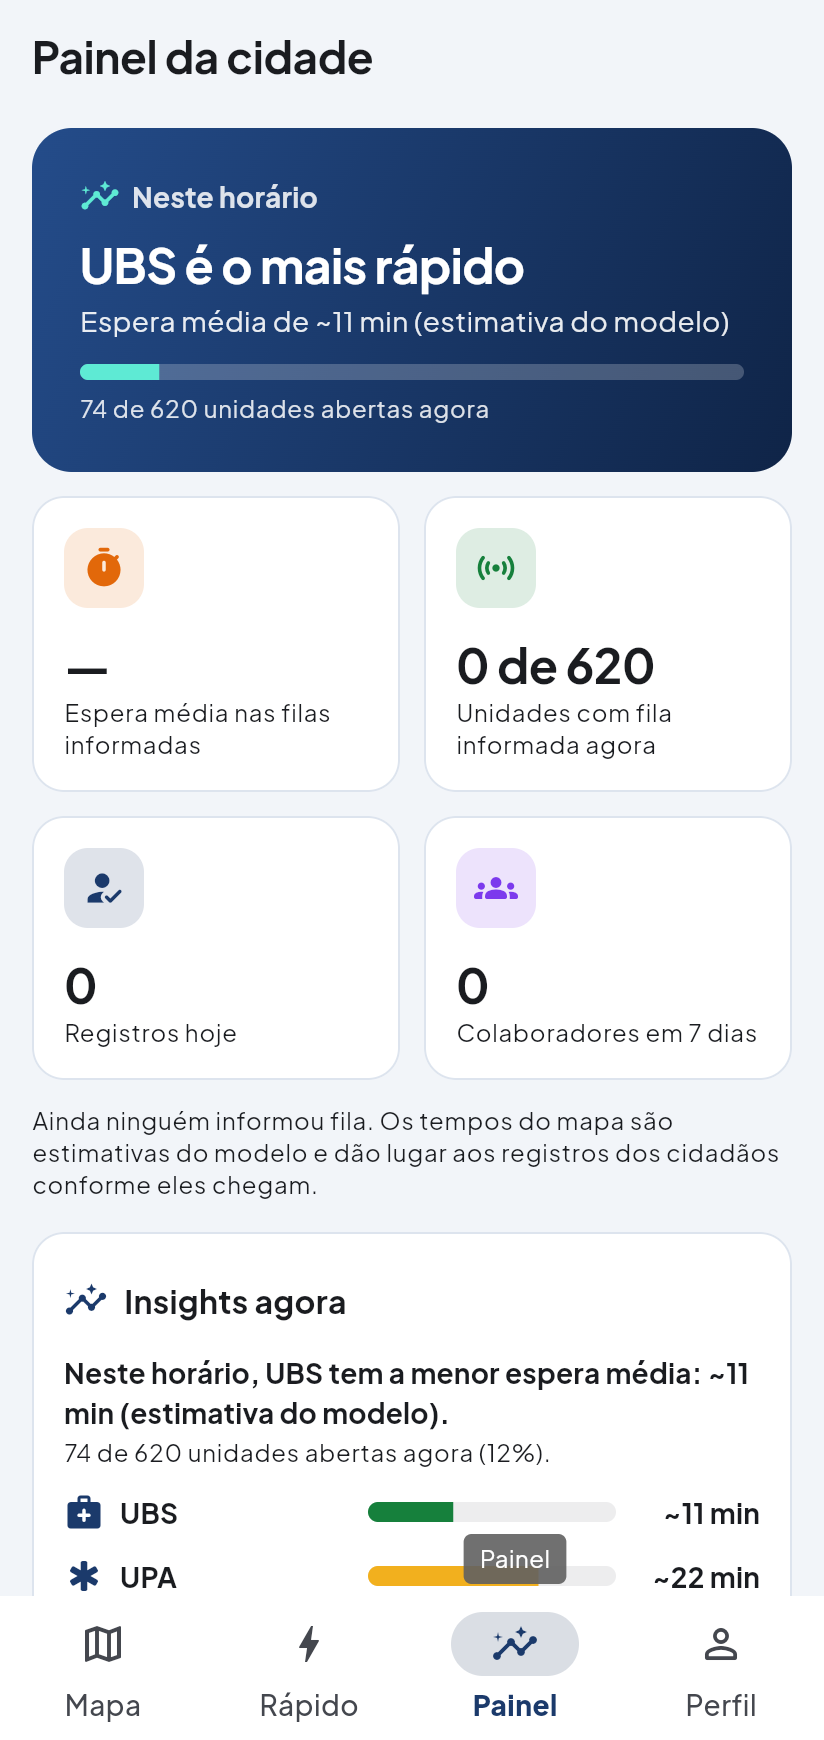 Painel da cidade
Neste horário
UBS é o mais rápido
Espera média de ~11 min (estimativa do modelo)
74 de 620 unidades abertas agora
—
Espera média nas filas
informadas
0 de 620
Unidades com fila
informada agora
0
Registros hoje
0
Colaboradores em 7 dias
Ainda ninguém informou fila. Os tempos do mapa são
estimativas do modelo e dão lugar aos registros dos cidadãos
conforme eles chegam.
Insights agora
Neste horário, UBS tem a menor espera média: ~11
min (estimativa do modelo).
74 de 620 unidades abertas agora (12%).
UBS ~11 min
Painel
UPA ~22 min
Mapa Rápido Painel Perfil